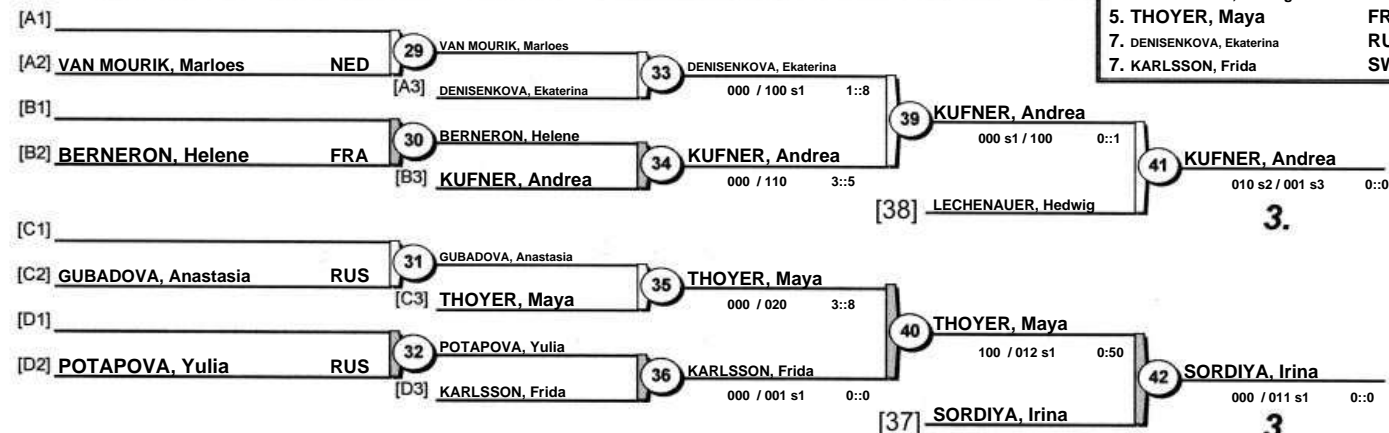 [A1]
[A2] VAN MOURIK, Marloes NED
29
VAN MOURIK, Marloes
[A3] DENISENKOVA, Ekaterina
33
DENISENKOVA, Ekaterina
000 / 100 s1 1::8
[B1]
[B2] BERNERON, Helene FRA
30
BERNERON, Helene
[B3] KUFNER, Andrea
34
KUFNER, Andrea
000 / 110 3::5
39
KUFNER, Andrea
000 s1 / 100 0::1
[38] LECHENAUER, Hedwig
41
KUFNER, Andrea
010 s2 / 001 s3 0::0
3.
[C1]
[C2] GUBADOVA, Anastasia RUS
31
GUBADOVA, Anastasia
[C3] THOYER, Maya
35
THOYER, Maya
000 / 020 3::8
[D1]
[D2] POTAPOVA, Yulia RUS
32
POTAPOVA, Yulia
[D3] KARLSSON, Frida
36
KARLSSON, Frida
000 / 001 s1 0::0
40
THOYER, Maya
100 / 012 s1 0:50
[37] SORDIYA, Irina
42
SORDIYA, Irina
000 / 011 s1 0::0
3
5. THOYER, Maya FR
7. DENISENKOVA, Ekaterina RU
7. KARLSSON, Frida SW